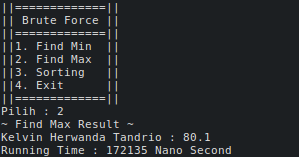 ||=============||
|| Brute Force ||
||=============||
||1. Find Min  ||
||2. Find Max  ||
||3. Sorting   ||
||4. Exit      ||
||=============||
Pilih : 2
~ Find Max Result ~
Kelvin Herwanda Tandrio : 80.1
Running Time : 172135 Nano Second